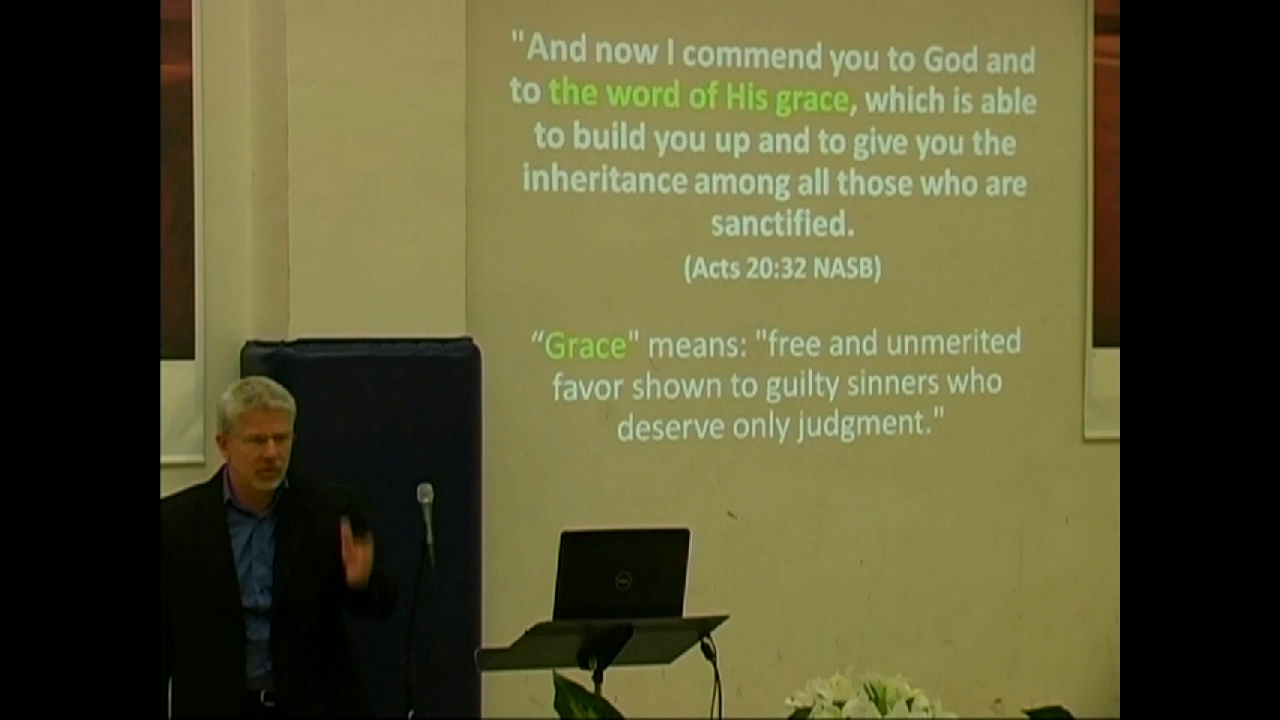 "And now I commend you to God and
to the word of His grace, which is able
to build you up and to give you the
inheritance among all those who are
sanctified.
(Acts 20:32 NASB)
“Grace" means: "free and unmerited
favor shown to guilty sinners who
deserve only judgment."